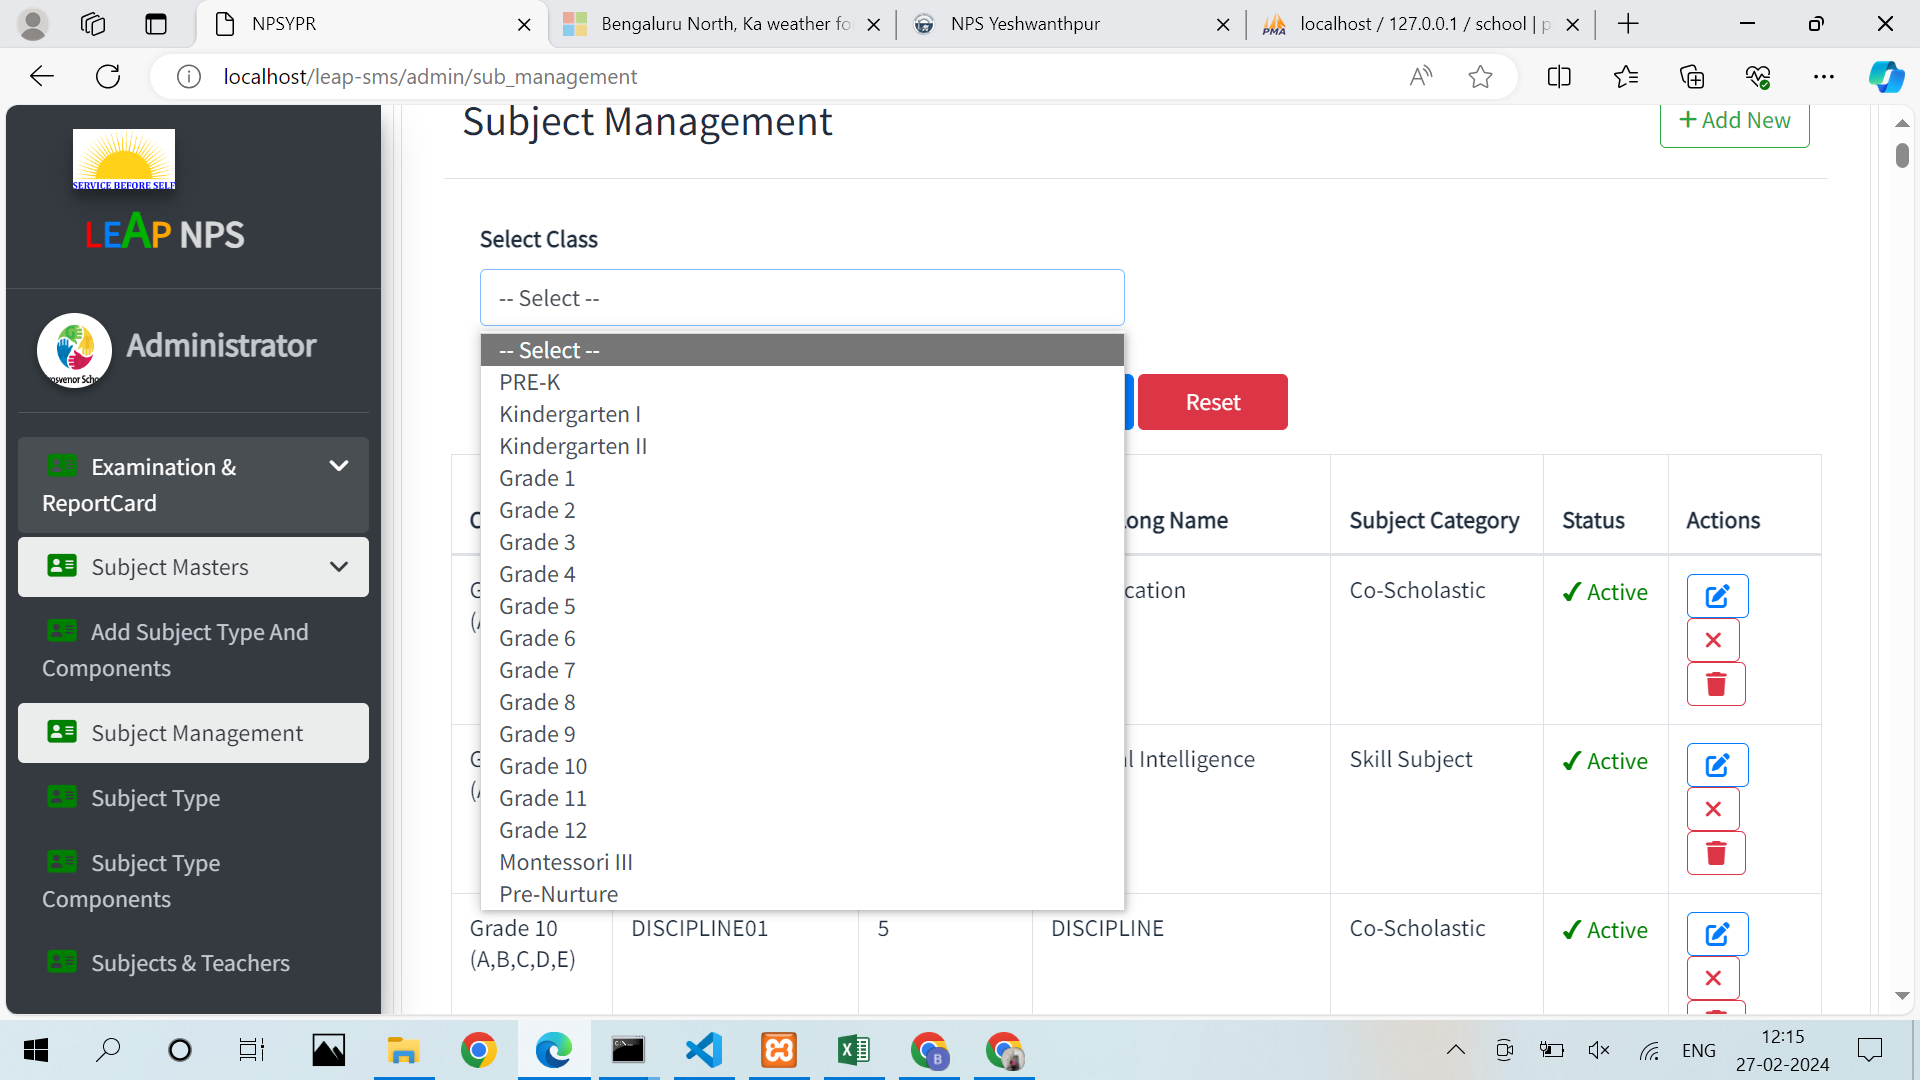 NPSYPR
Bengaluru North, Ka weather fo
NPS Yeshwanthpur
localhost / 127.0.0.1 / school | p
localhost/leap-sms/admin/sub_management
SERVICE BEFORE SELF
LEAP NPS
Administrator
Examination &
ReportCard
Subject Masters
Add Subject Type And
Components
Subject Management
Subject Type
Subject Type
Components
Subjects & Teachers
Subject Management
+ Add New
Select Class
-- Select --
-- Select --
PRE-K
Kindergarten I
Kindergarten II
Grade 1
Grade 2
Grade 3
Grade 4
Grade 5
Grade 6
Grade 7
Grade 8
Grade 9
Grade 10
Grade 11
Grade 12
Montessori III
Pre-Nurture
Reset
ong Name Subject Category Status Actions
cation Co-Scholastic ✓ Active
l Intelligence Skill Subject ✓ Active
Grade 10 DISCIPLINE01 5 DISCIPLINE Co-Scholastic ✓ Active
(A,B,C,D,E)
ENG
12:15
27-02-2024